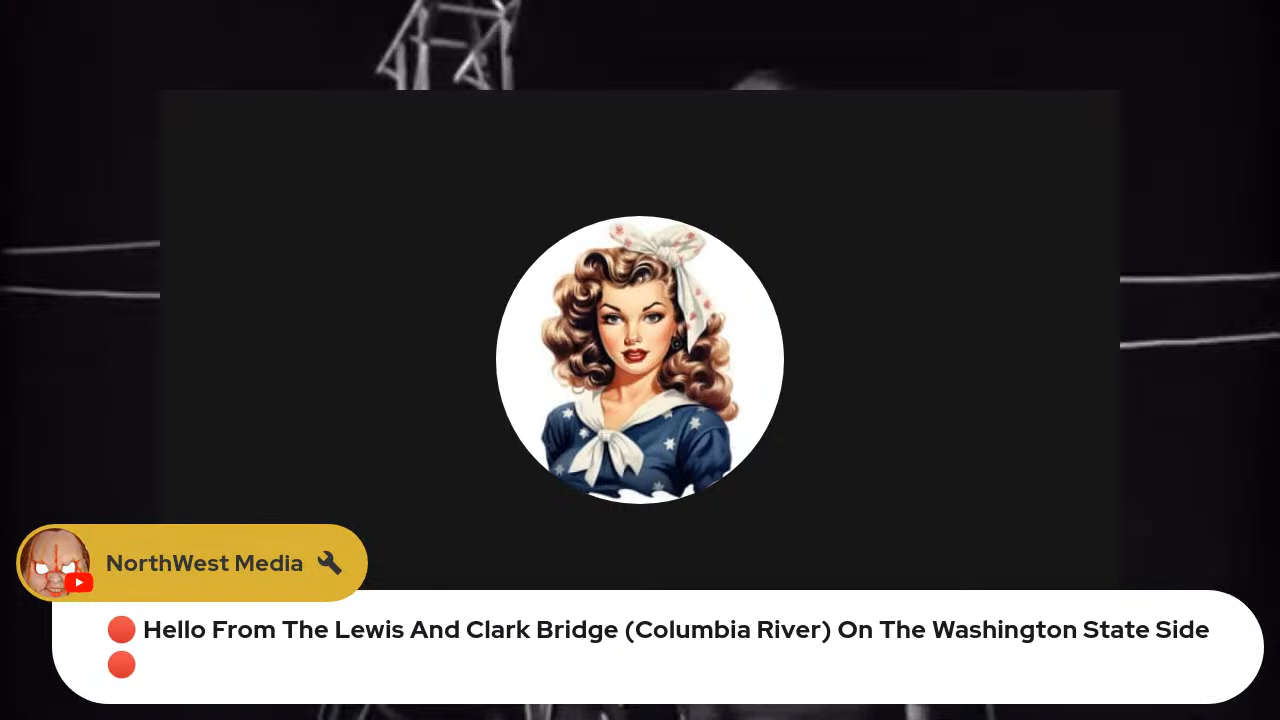 NorthWest Media
🔴 Hello From The Lewis And Clark Bridge (Columbia River) On The Washington State Side
🔴